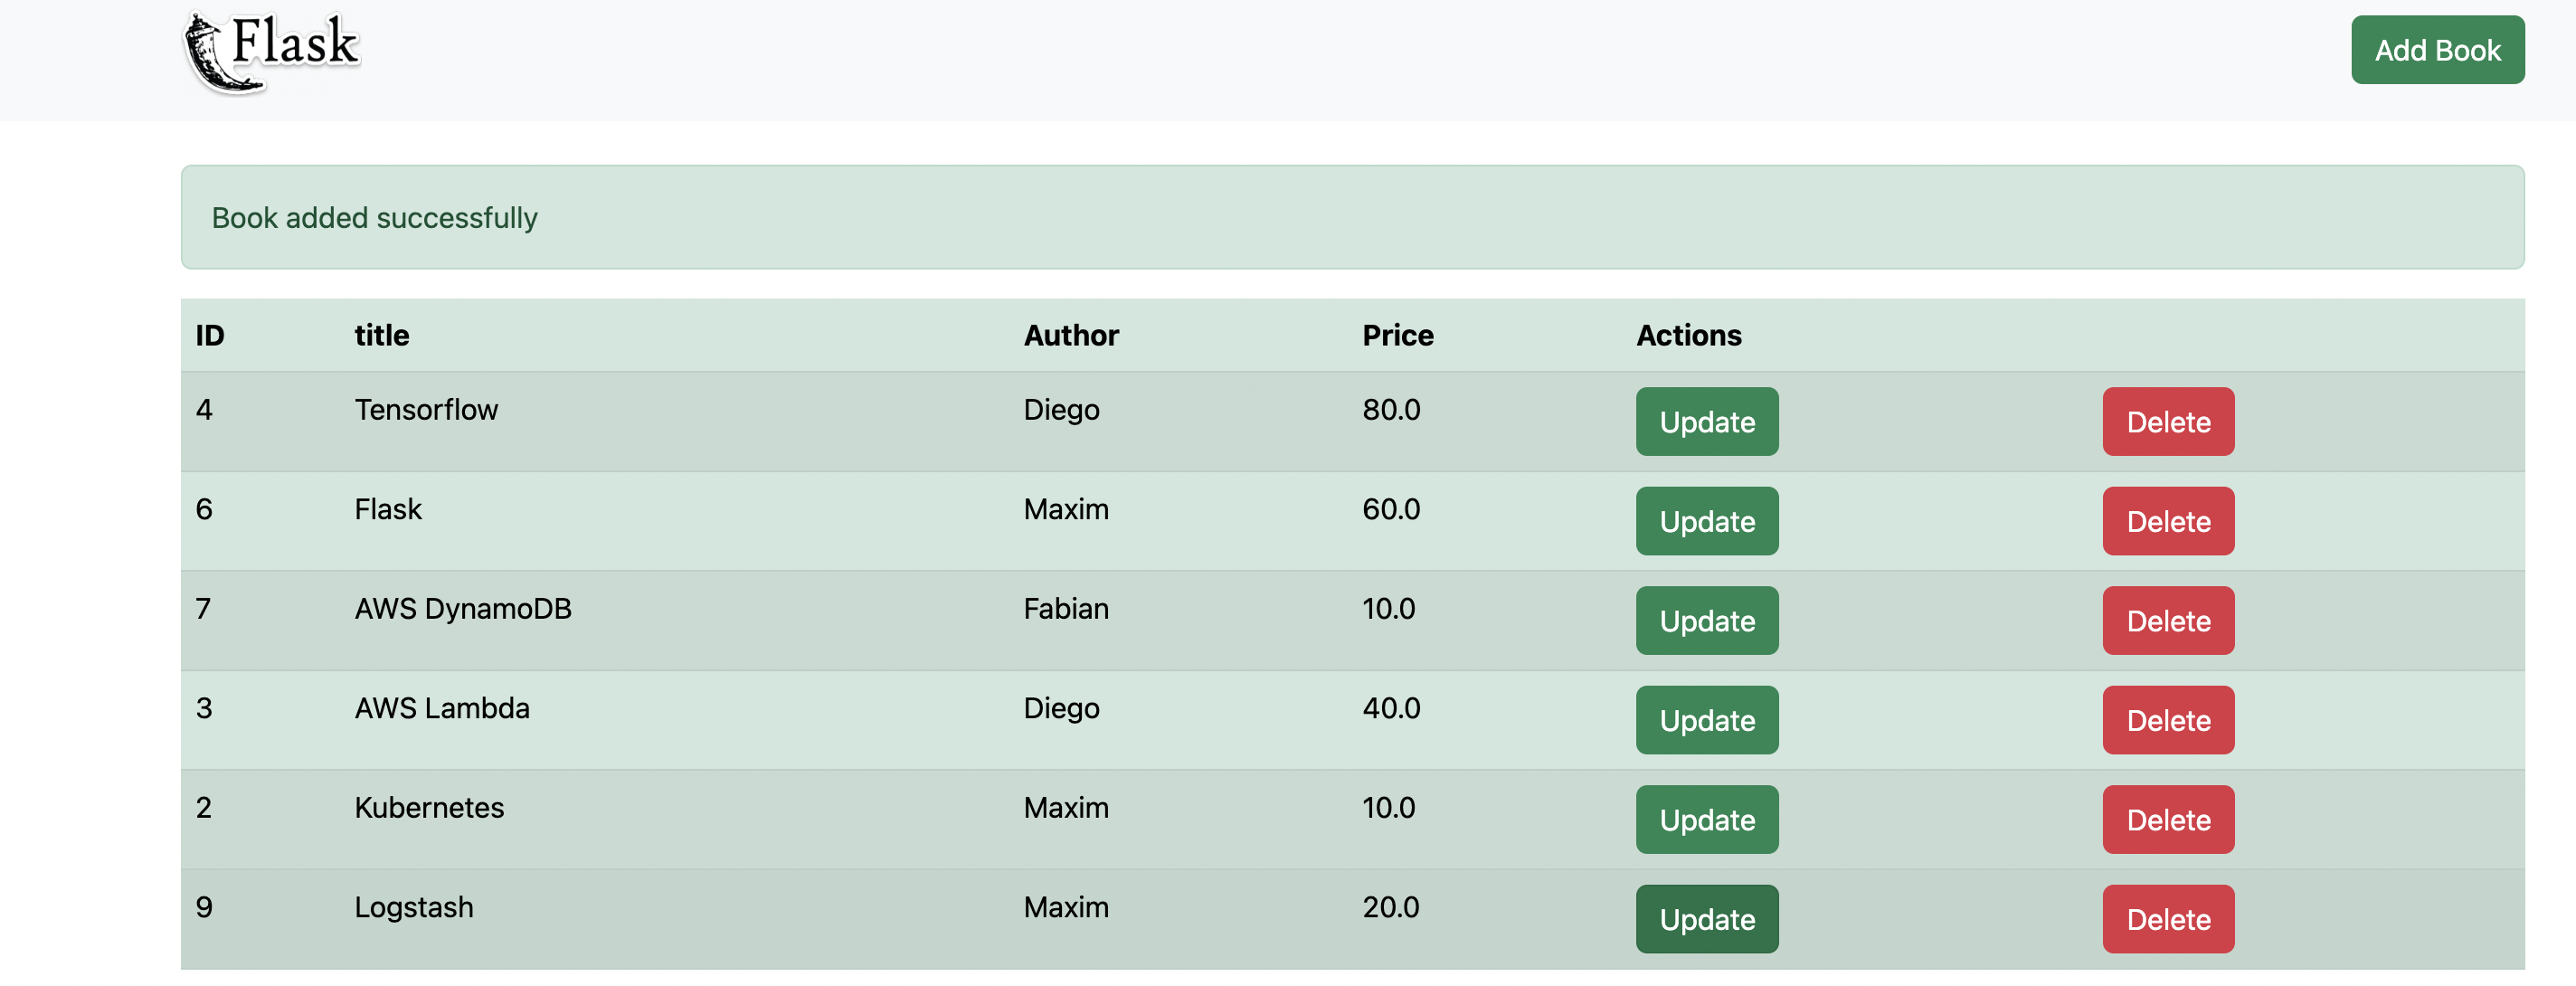 Flask Add Book
Book added successfully
ID title Author Price Actions
4 Tensorflow Diego 80.0 Update Delete
6 Flask Maxim 60.0 Update Delete
7 AWS DynamoDB Fabian 10.0 Update Delete
3 AWS Lambda Diego 40.0 Update Delete
2 Kubernetes Maxim 10.0 Update Delete
9 Logstash Maxim 20.0 Update Delete